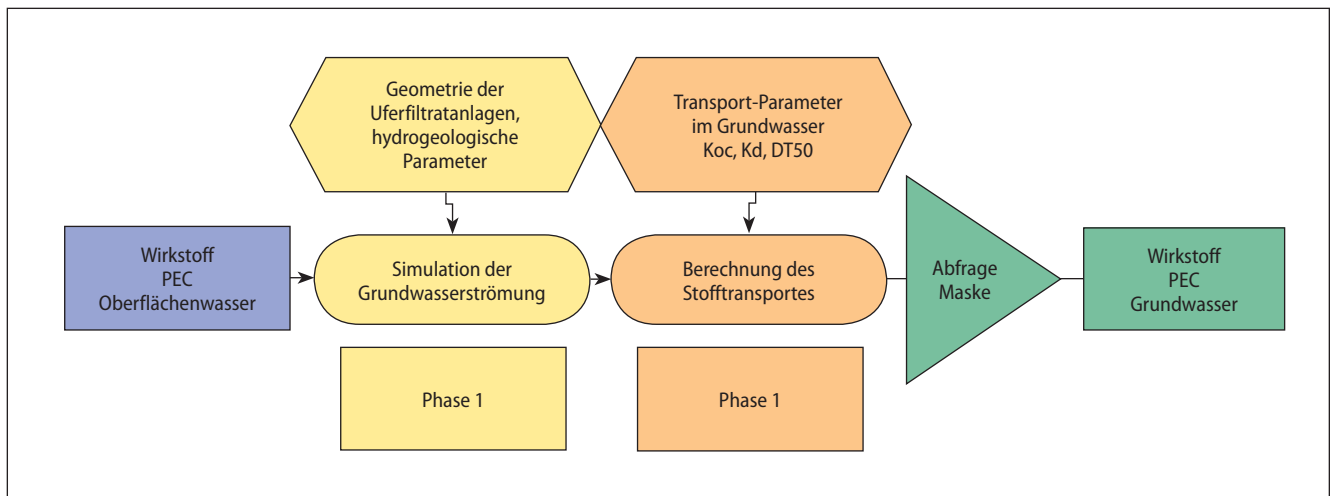 Geometrie der
Uferfiltratanlagen,
hydrogeologische
Parameter
Transport-Parameter
im Grundwasser
Koc, Kd, DT50
Wirkstoff
PEC
Oberflächenwasser
Simulation der
Grundwasserströmung
Berechnung des
Stofftransportes
Abfrage
Maske
Wirkstoff
PEC
Grundwasser
Phase 1
Phase 1